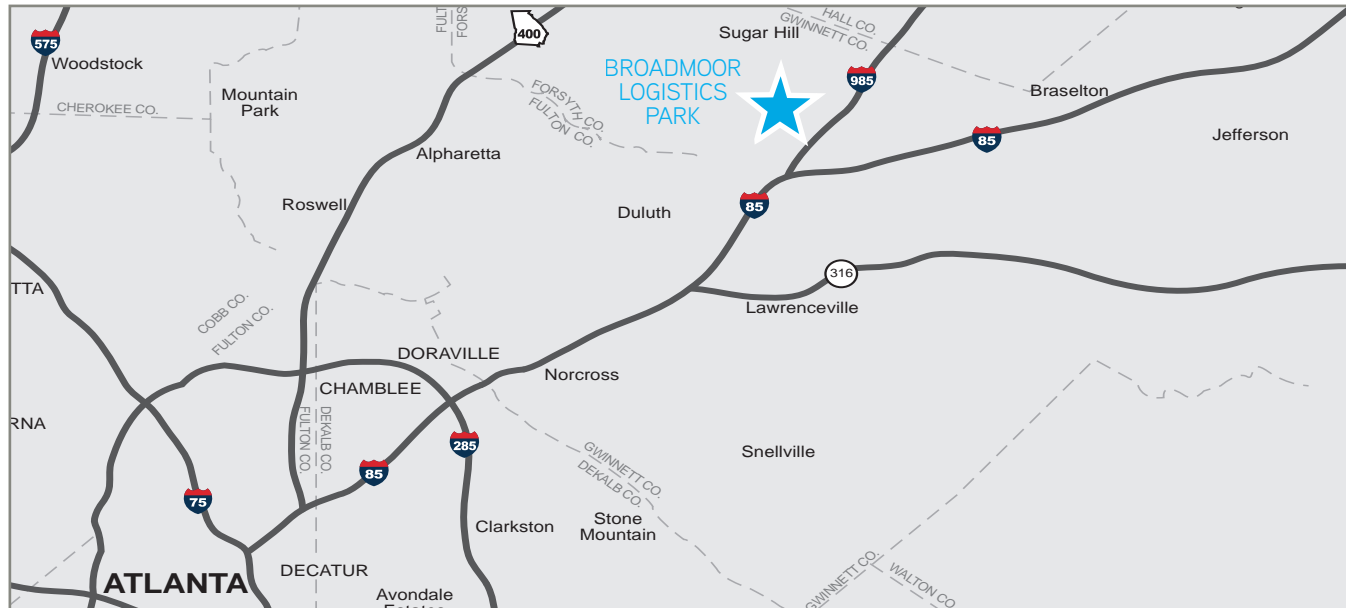 575
Woodstock
CHEROKEE CO.
Mountain
Park
FULT
FORS
400
Sugar Hill
HALL CO.
GWINNETT CO.
BROADMOOR
LOGISTICS
PARK
985
Braselton
85
Jefferson
FORSYTH CO.
FULTON CO.
Alpharetta
Roswell
Duluth
85
316
Lawrenceville
TTA
COBB CO.
FULTON CO.
DORAVILLE
CHAMBLEE
Norcross
RNA
FULTON CO.
DEKALB CO.
285
85
75
GWINNETT CO.
DEKALB CO.
Snellville
Clarkston
Stone
Mountain
ATLANTA
DECATUR
Avondale
Estates
GWINNETT CO.
WALTON CO.
GWINNETT CO.